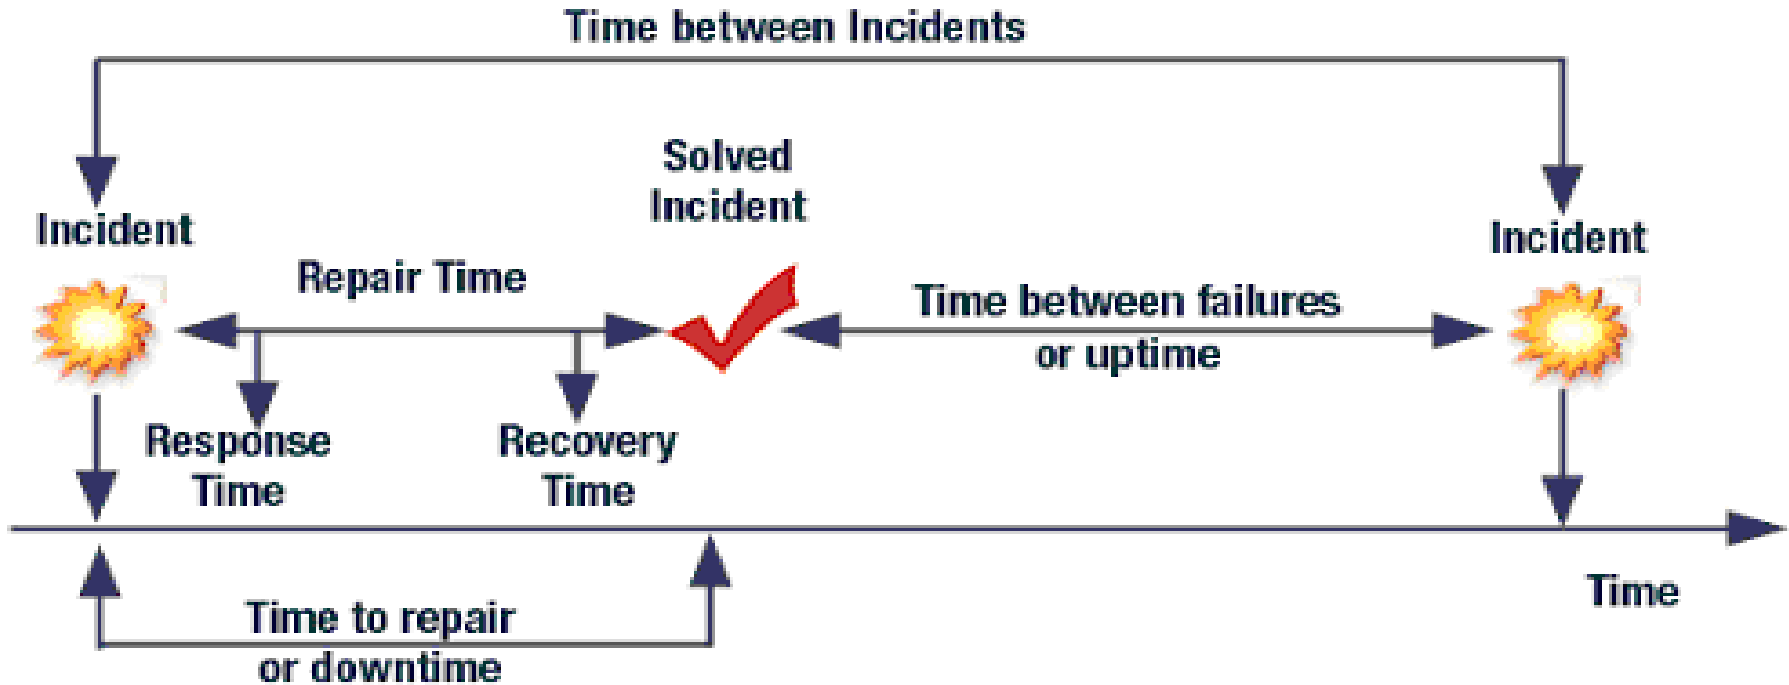 Time between Incidents
Solved
Incident
Incident
Incident
Repair Time
Time between failures
or uptime
Response
Time
Recovery
Time
Time
Time to repair
or downtime